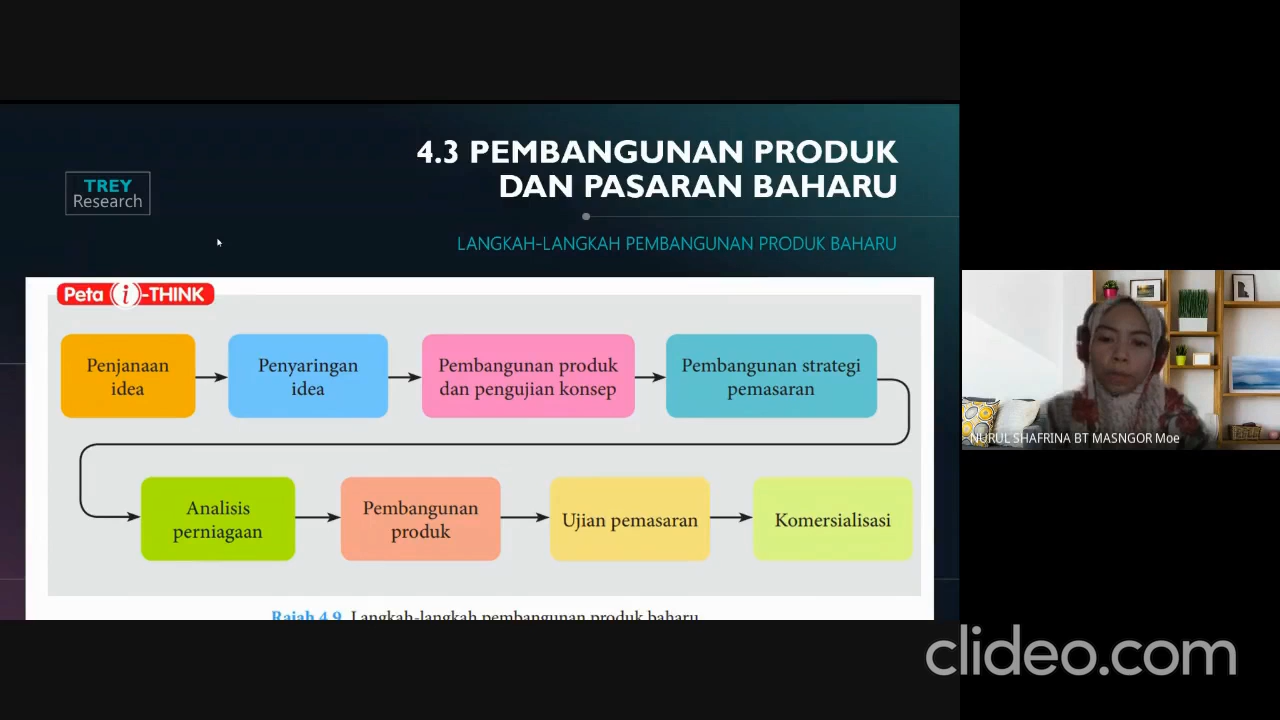 4.3 PEMBANGUNAN PRODUK
DAN PASARAN BAHARU
TREY
Research
LANGKAH-LANGKAH PEMBANGUNAN PRODUK BAHARU
Peta i-THINK
Penjanaan
idea
Penyaringan
idea
Pembangunan produk
dan pengujian konsep
Pembangunan strategi
pemasaran
Analisis
perniagaan
Pembangunan
produk
Ujian pemasaran
Komersialisasi
Rajah 4.9 Langkah-langkah pembangunan produk baharu
NURUL SHAFRINA BT MASNGOR Moe
clideo.com